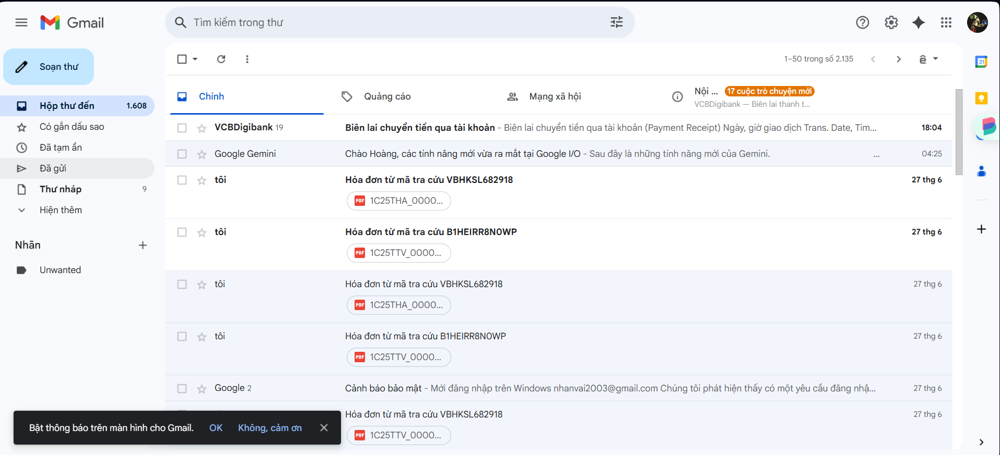 Gmail
Tìm kiếm trong thư
Soạn thư
Hộp thư đến 1.608
Có gắn dấu sao
Đã tạm ẩn
Đã gửi
Thư nháp 9
Hiện thêm
Nhãn
Unwanted
1–50 trong số 2.135
Chính
Quảng cáo
Mạng xã hội
Nội ... 17 cuộc trò chuyện mới
VCBDigibank — Biên lai thanh t...
VCBDigibank 19 Biên lai chuyển tiền qua tài khoản - Biên lai chuyển tiền qua tài khoản (Payment Receipt) Ngày, giờ giao dịch Trans. Date, Tim... 18:04
Google Gemini Chào Hoàng, các tính năng mới vừa ra mắt tại Google I/O - Sau đây là những tính năng mới của Gemini. ... 04:25
tôi Hóa đơn từ mã tra cứu VBHKSL682918 27 thg 6
PDF 1C25THA_0000...
tôi Hóa đơn từ mã tra cứu B1HEIRR8N0WP 27 thg 6
PDF 1C25TTV_0000...
tôi Hóa đơn từ mã tra cứu VBHKSL682918 27 thg 6
PDF 1C25THA_0000...
tôi Hóa đơn từ mã tra cứu B1HEIRR8N0WP 27 thg 6
PDF 1C25TTV_0000...
Google 2 Cảnh báo bảo mật - Mới đăng nhập trên Windows nhanvai2003@gmail.com Chúng tôi phát hiện thấy có một yêu cầu đăng nhậ... 27 thg 6
Hóa đơn từ mã tra cứu VBHKSL682918 27 thg 6
PDF 1C25TTV_0000...
Bật thông báo trên màn hình cho Gmail. OK Không, cảm ơn
31